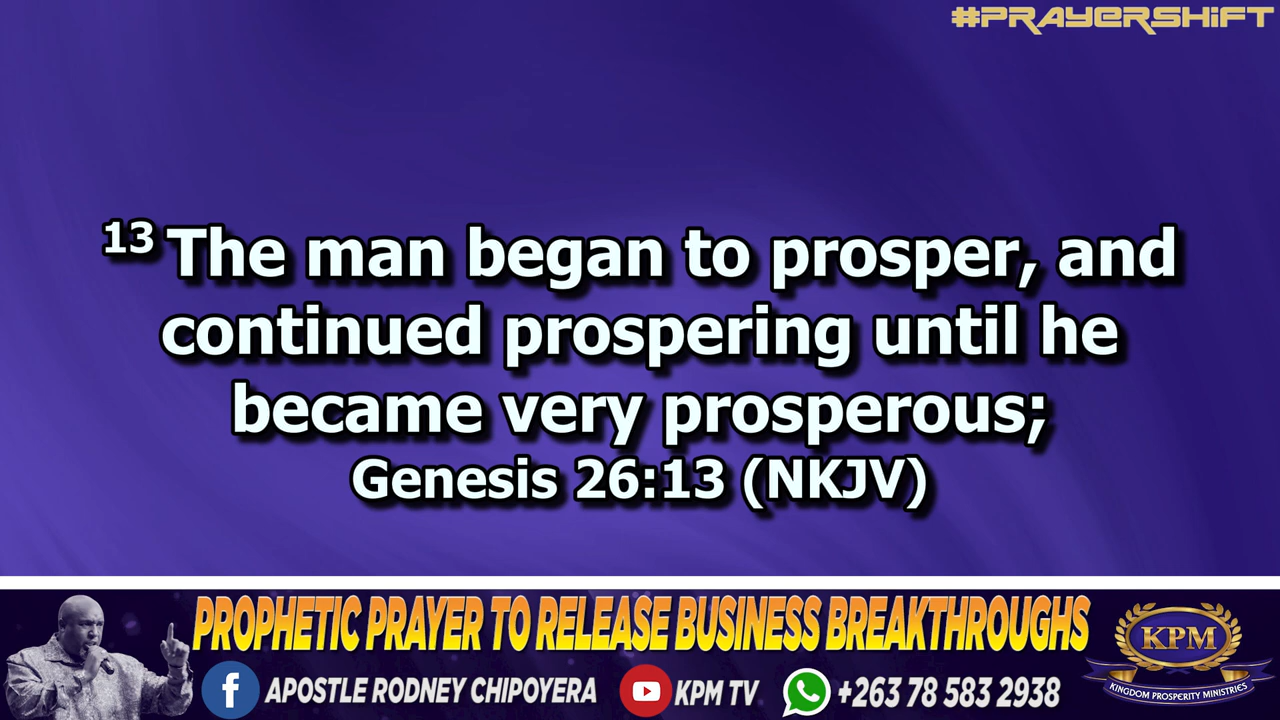 #PRAYERSHIFT
13 The man began to prosper, and
continued prospering until he
became very prosperous;
Genesis 26:13 (NKJV)
PROPHETIC PRAYER TO RELEASE BUSINESS BREAKTHROUGHS
APOSTLE RODNEY CHIPOYERA
KPM TV
+263 78 583 2938
KPM
KINGDOM PROSPERITY MINISTRIES